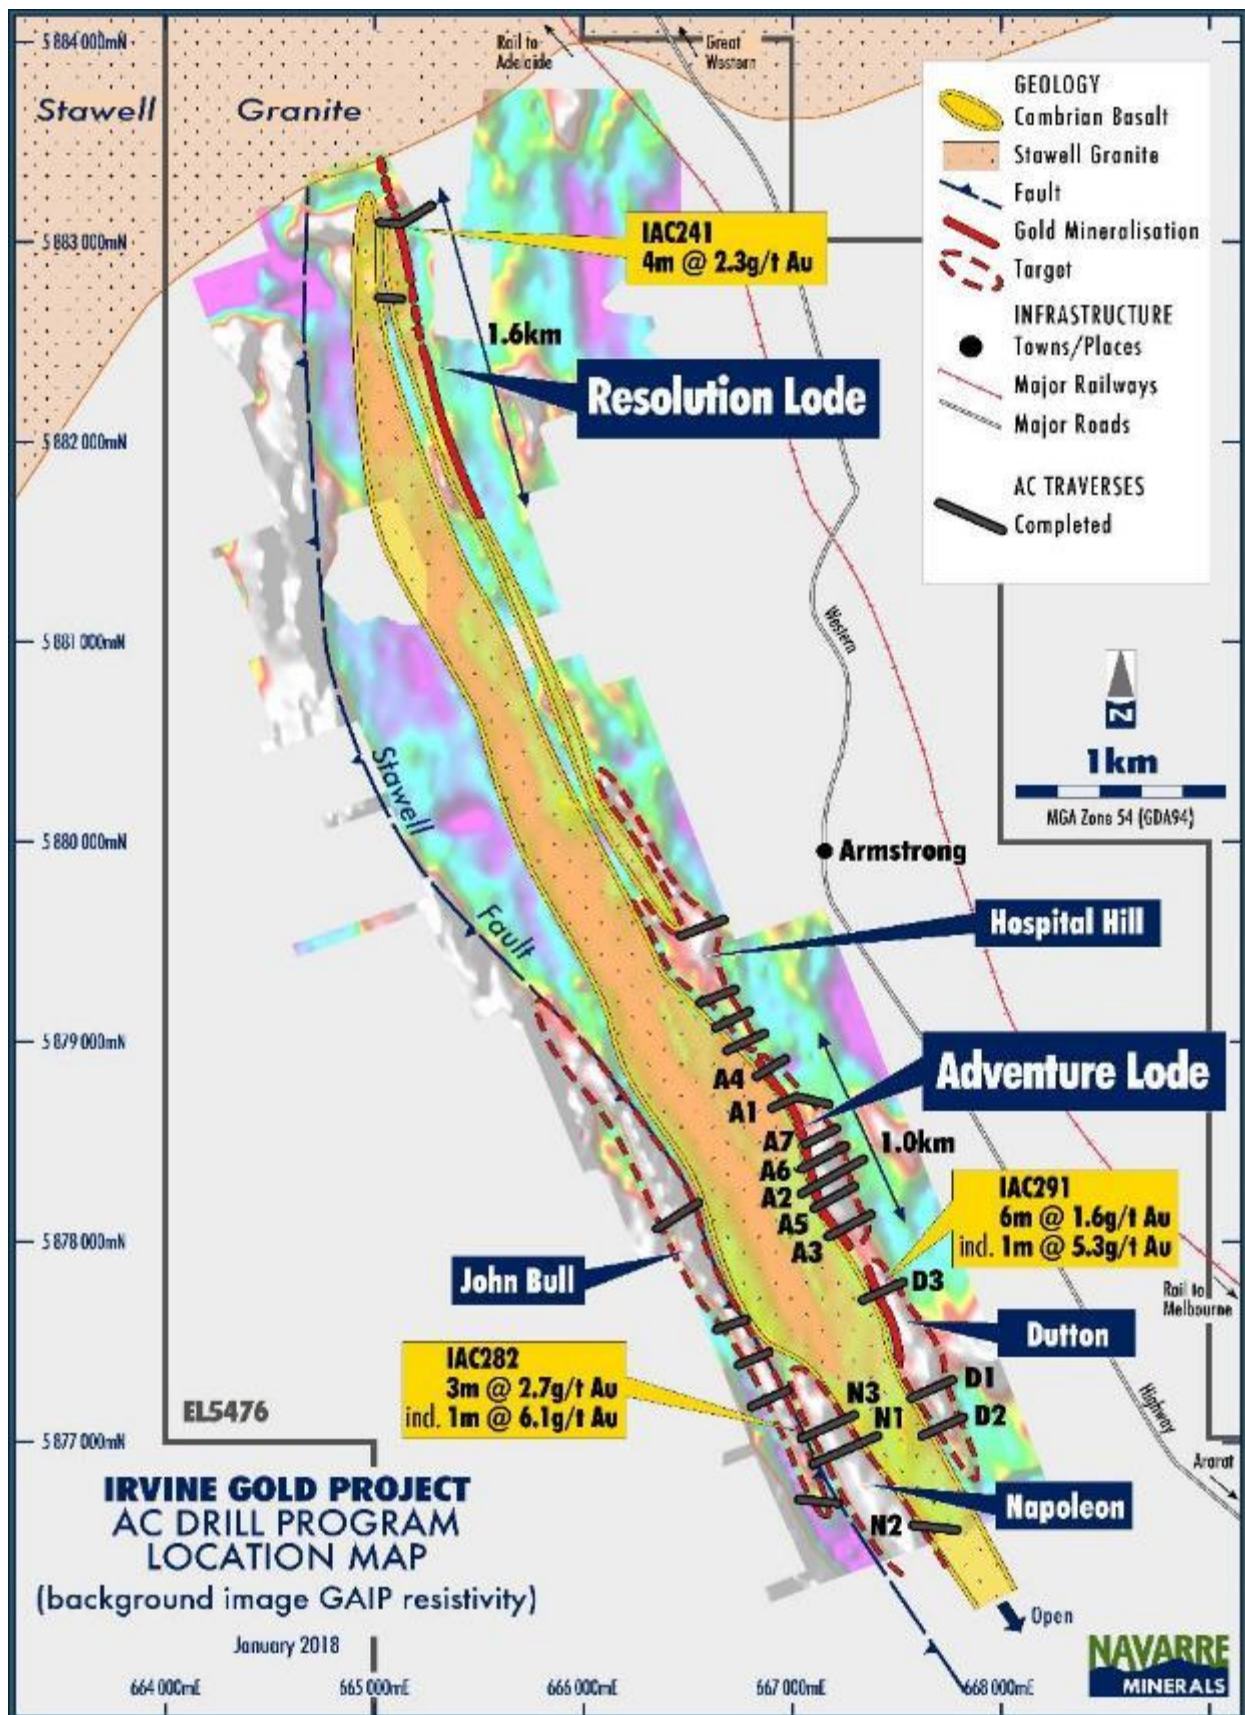 5 884 000mN
Rail to
Adelaide
Great
Western
Stawell Granite
GEOLOGY
Cambrian Basalt
Stawell Granite
Fault
Gold Mineralisation
Target
INFRASTRUCTURE
Towns/Places
Major Railways
Major Roads
AC TRAVERSES
Completed
5 883 000mN
IAC241
4m @ 2.3g/t Au
1.6km
Resolution Lode
5 882 000mN
5 881 000mN
Western
N
1km
MGA Zone 54 (GDA94)
Stawell
Fault
5 880 000mN
Armstrong
Hospital Hill
5 879 000mN
Adventure Lode
A4
A1
A7
A6
A2
A5
A3
1.0km
IAC291
6m @ 1.6g/t Au
incl. 1m @ 5.3g/t Au
5 878 000mN
John Bull
D3
Rail to
Melbourne
Dutton
IAC282
3m @ 2.7g/t Au
incl. 1m @ 6.1g/t Au
N3
N1
D1
D2
Highway
Ararat
EL5476
5 877 000mN
Napoleon
N2
IRVINE GOLD PROJECT
AC DRILL PROGRAM
LOCATION MAP
(background image GAIP resistivity)
January 2018
Open
NAVARRE
MINERALS
664 000mE
665 000mE
666 000mE
667 000mE
668 000mE